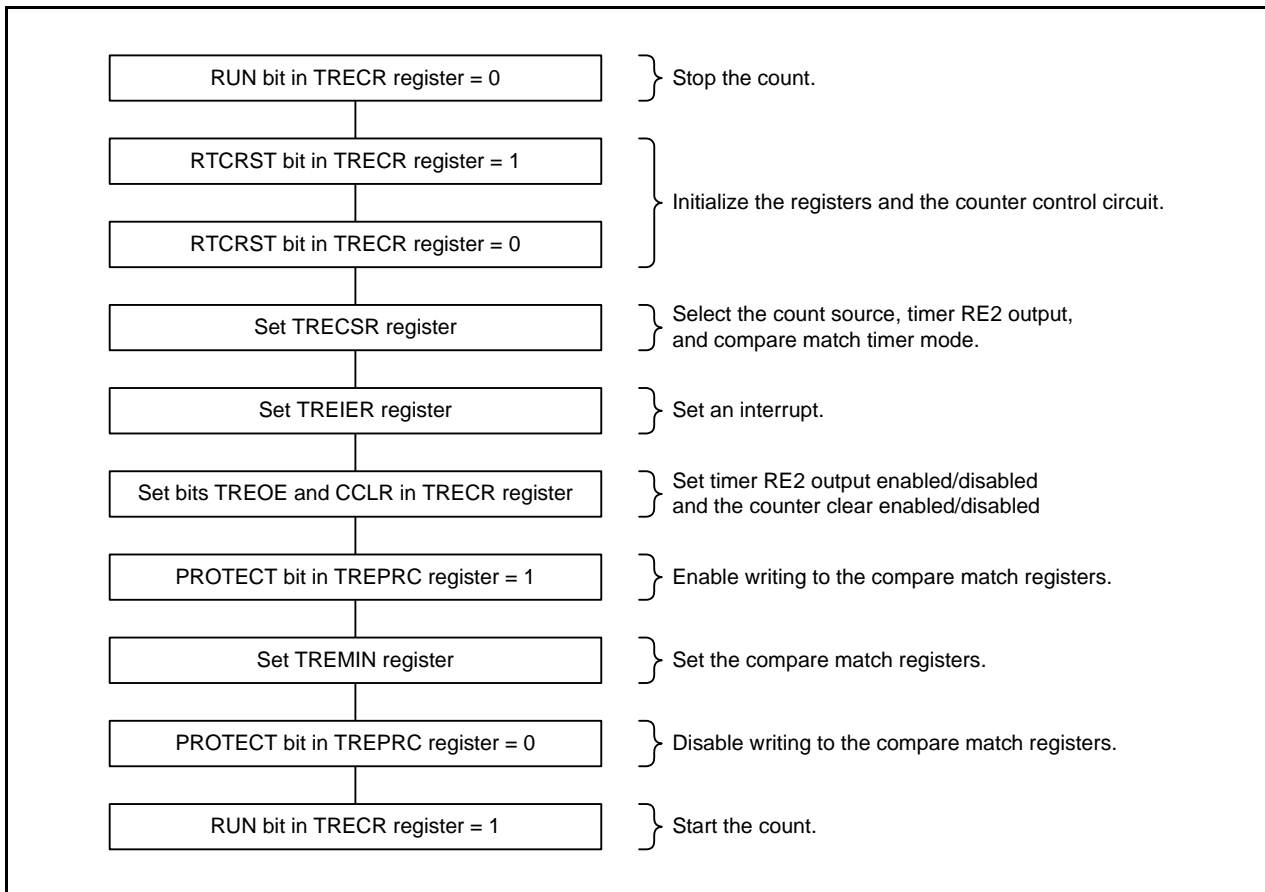 RUN bit in TRECR register = 0
Stop the count.
RTCRST bit in TRECR register = 1
Initialize the registers and the counter control circuit.
RTCRST bit in TRECR register = 0
Set TRECSR register
Select the count source, timer RE2 output,
and compare match timer mode.
Set TREIER register
Set an interrupt.
Set bits TREOE and CCLR in TRECR register
Set timer RE2 output enabled/disabled
and the counter clear enabled/disabled
PROTECT bit in TREPRC register = 1
Enable writing to the compare match registers.
Set TREMIN register
Set the compare match registers.
PROTECT bit in TREPRC register = 0
Disable writing to the compare match registers.
RUN bit in TRECR register = 1
Start the count.